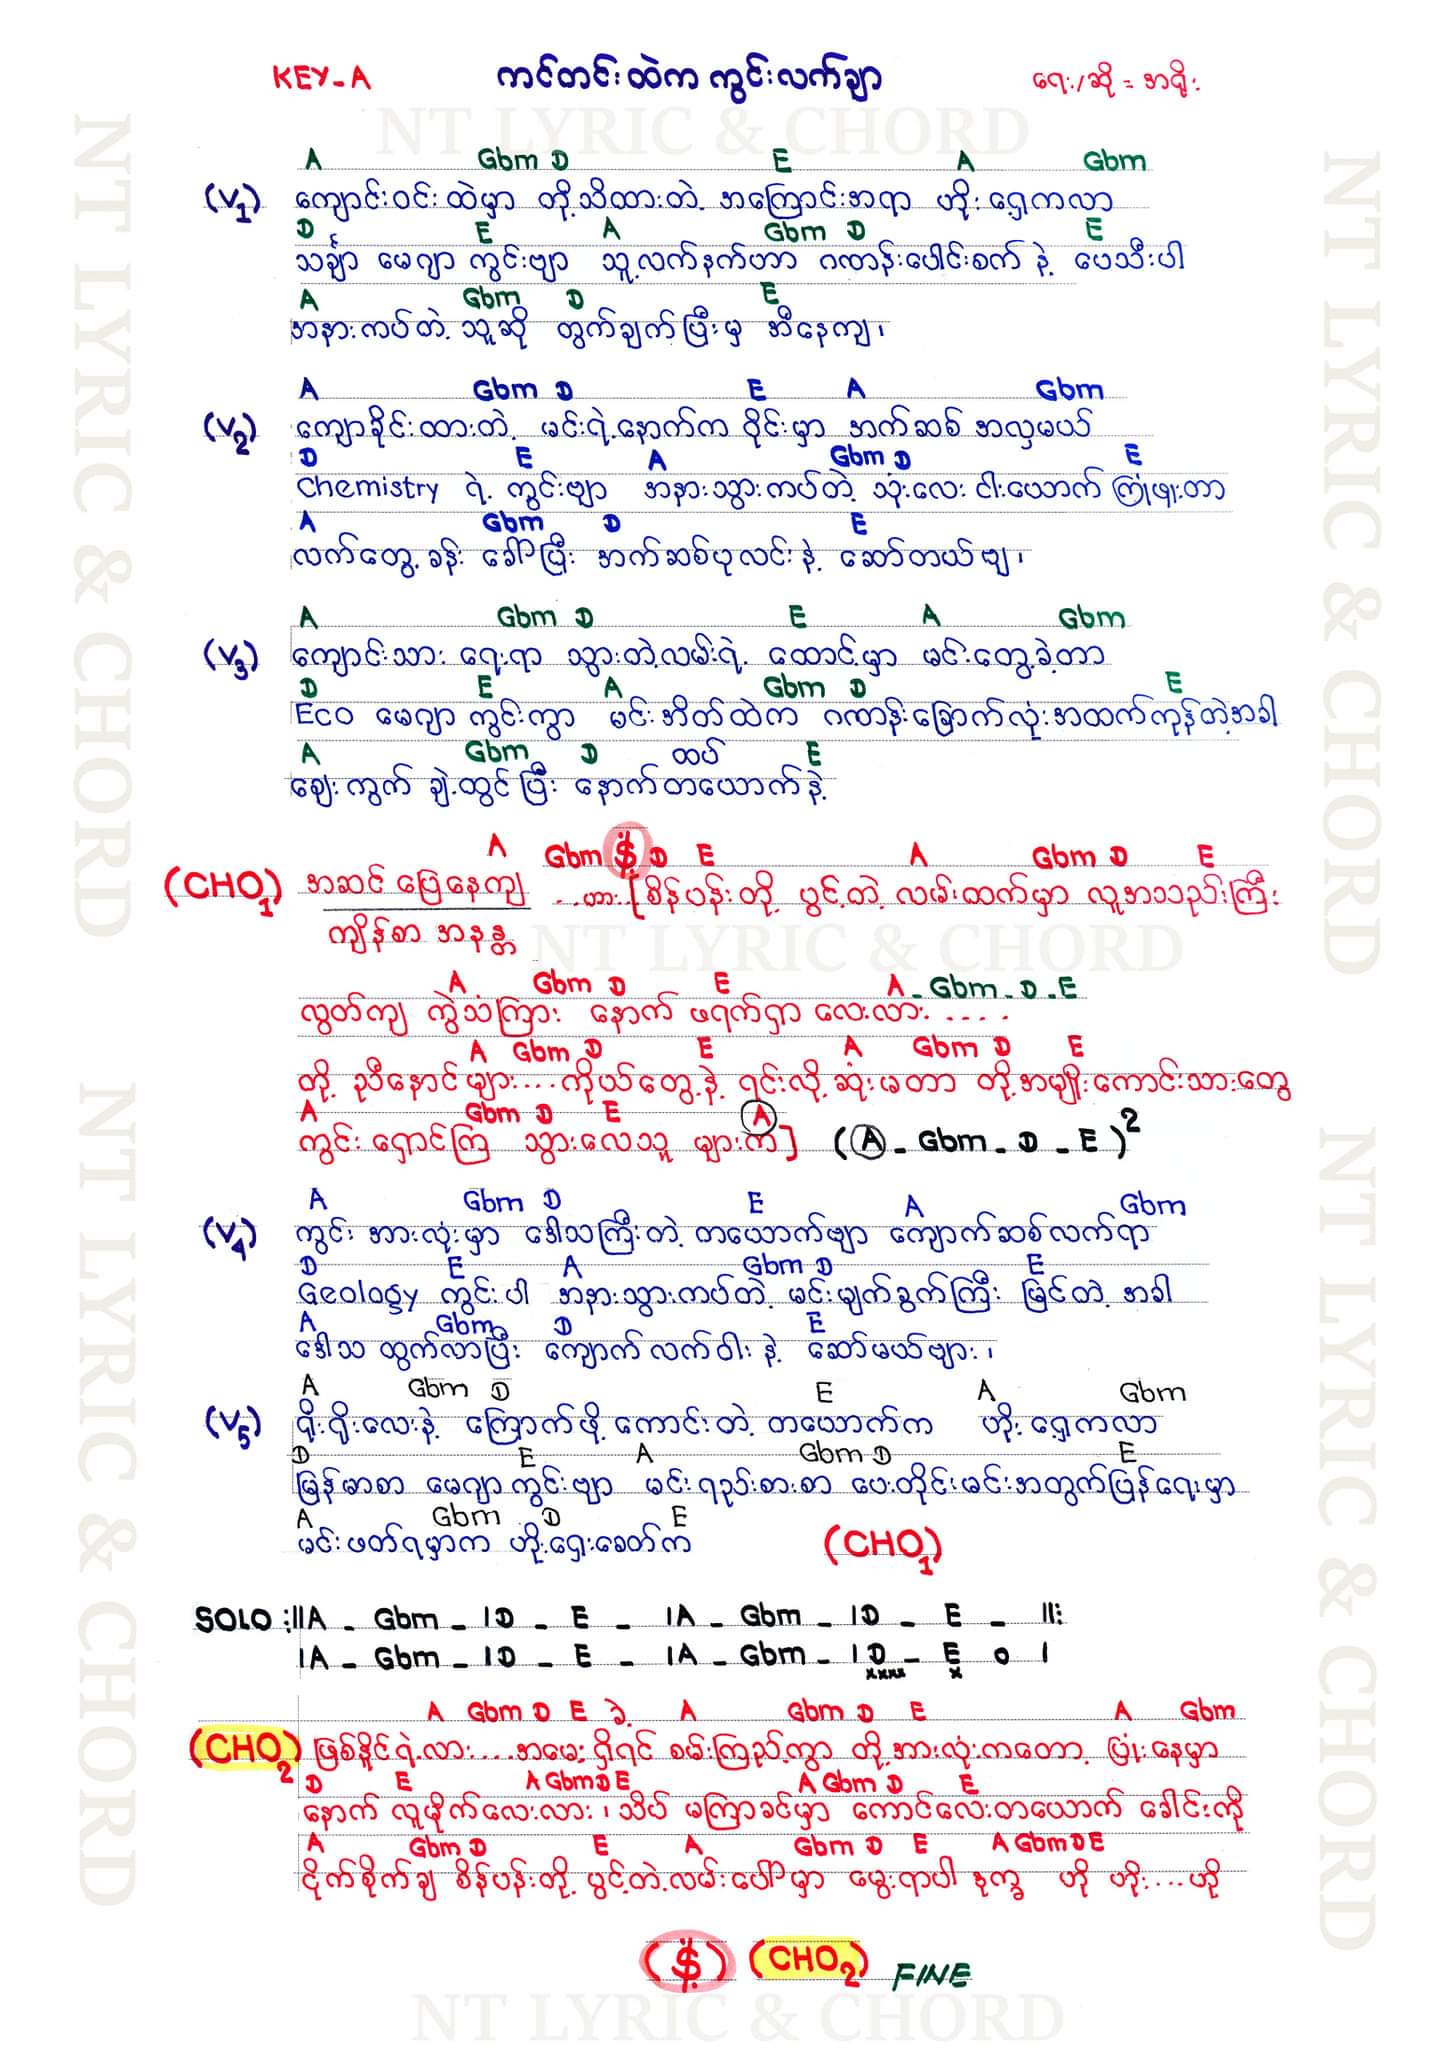 KEY-A ကင်တင်းထဲက ကွင်းလက်ချာ ရေး/ဆို = အရိုး
NT LYRIC & CHORD
A Gbm D E A Gbm
(V1) ကျောင်းဝင်းထဲမှာ တို့သိထားတဲ့ အကြောင်းအရာ ဟိုးရှေ့ကလာ
D E A Gbm D E
သင်္ချာ မေဂျာ ကွင်းဗျာ သူ့လက်နက်ဟာ ဂဏန်းပေါင်းစက် နဲ့ ပေသီးပါ
A Gbm D E
အနားကပ်တဲ့သူဆို တွက်ချက်ပြီးမှ အီနေကျ၊
A Gbm D E A Gbm
(V2) ကျောခိုင်းထားတဲ့ မင်းရဲ့နောက်က ဝိုင်းမှာ အက်ဆစ် အလှမယ်
D E A Gbm D E
Chemistry ရဲ့ ကွင်းဗျာ အနားသွားကပ်တဲ့ သုံးလေးငါးယောက် ကြုံဖူးတာ
A Gbm D E
လက်တွေ့ခန်း ခေါ်ပြီး အက်ဆစ်ပုလင်းနဲ့ ဆော်တယ်ဗျ၊
A Gbm D E A Gbm
(V3) ကျောင်းသားရေးရာ သွားတဲ့လမ်းရဲ့ ထောင့်မှာ မင်းတွေ့ခဲ့တာ
D E A Gbm D E
Eco မေဂျာ ကွင်းကွာ မင်းအိတ်ထဲက ဂဏန်းခြောက်လုံးအထက်ကုန်တဲ့အခါ
A Gbm D ထပ် E
ဈေးကွက် ချဲ့ထွင်ပြီး နောက်တယောက်နဲ့
A Gbm D E A Gbm D E
(CHO1) အဆင်ပြေနေကျ ..ဟား.. [စိန်ပန်းတို့ ပွင့်တဲ့ လမ်းထက်မှာ လူအသည်းကြီး
ကျိန်စာ အနန္တ
NT LYRIC & CHORD
A Gbm D E A - Gbm - D - E
လွတ်ကျ ကွဲသံကြား နောက် ဖရက်ရှာ လေးလား ....
A Gbm D E A Gbm D E
တို့ ညီနောင်များ....ကိုယ်တွေ့နဲ့ ရင်းလို့ဆုံးမတာ တို့အမျိုးကောင်းသားတွေ
A Gbm D E A
ကွင်းရှောင်ကြ သွားလေသူ များက] (A - Gbm - D - E)2
A Gbm D E A Gbm
(V4) ကွင်း အားလုံးမှာ ဒေါသကြီးတဲ့ တယောက်ဗျာ ကျောက်ဆစ်လက်ရာ
D E A Gbm D E
Geology ကွင်းပါ အနားသွားကပ်တဲ့ မင်းမျက်ခွက်ကြီး မြင်တဲ့ အခါ
A Gbm D E
ဒေါသ ထွက်လာပြီး ကျောက်လက်ဝါးနဲ့ ဆော်မယ်ဗျား၊
A Gbm D E A Gbm
(V5) ရိုးရိုးလေးနဲ့ ကြောက်ဖို့ကောင်းတဲ့ တယောက်က ဟိုးရှေ့ကလာ
D E A Gbm D E
မြန်မာစာ မေဂျာကွင်းဗျာ မင်းရည်းစားစာ ပေးတိုင်းမင်းအတွက်ပြန်ရေးမှာ
A Gbm D E
မင်းဖတ်ရမှာက ဟိုးရှေးခေတ်က (CHO1)
SOLO :||A - Gbm - |D - E - |A - Gbm - |D - E - ||:
|A - Gbm - |D - E - |A - Gbm - |D - E o |
xxxx x
A Gbm D E ခဲ့ A Gbm D E A Gbm
(CHO2) ဖြစ်နိုင်ရဲ့လား....အမေးရှိရင် စမ်းကြည့်ကွာ တို့အားလုံးကတော့ ပြုံးနေမှာ
D E A Gbm D E A Gbm D E
နောက် လူမိုက်လေးလား၊ သိပ် မကြာခင်မှာ ကောင်လေးတယောက် ခေါင်းကို
A Gbm D E A Gbm D E A Gbm D E
ငိုက်စိုက်ချ စိန်ပန်းတို့ ပွင့်တဲ့လမ်းပေါ်မှာ မွေးရာပါ ဒုက္ခ ဟို ဟိုး....ဟို
($) (CHO2) FINE
NT LYRIC & CHORD
NT LYRIC & CHORD
NT LYRIC & CHORD
NT LYRIC & CHORD
NT LYRIC & CHORD